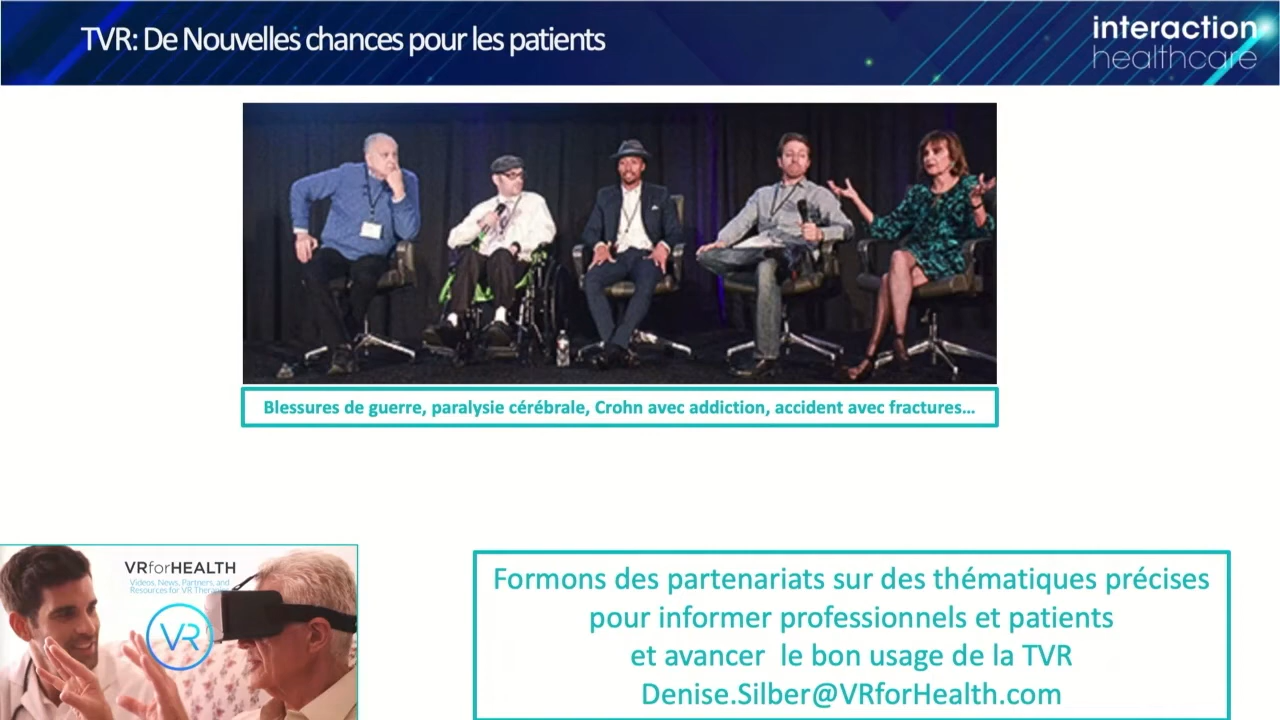 TVR: De Nouvelles chances pour les patients
interaction
healthcare
Blessures de guerre, paralysie cérébrale, Crohn avec addiction, accident avec fractures...
VRforHEALTH
Videos, News, Partners, and
Resources for VR Therapy
VR
Formons des partenariats sur des thématiques précises
pour informer professionnels et patients
et avancer le bon usage de la TVR
Denise.Silber@VRforHealth.com